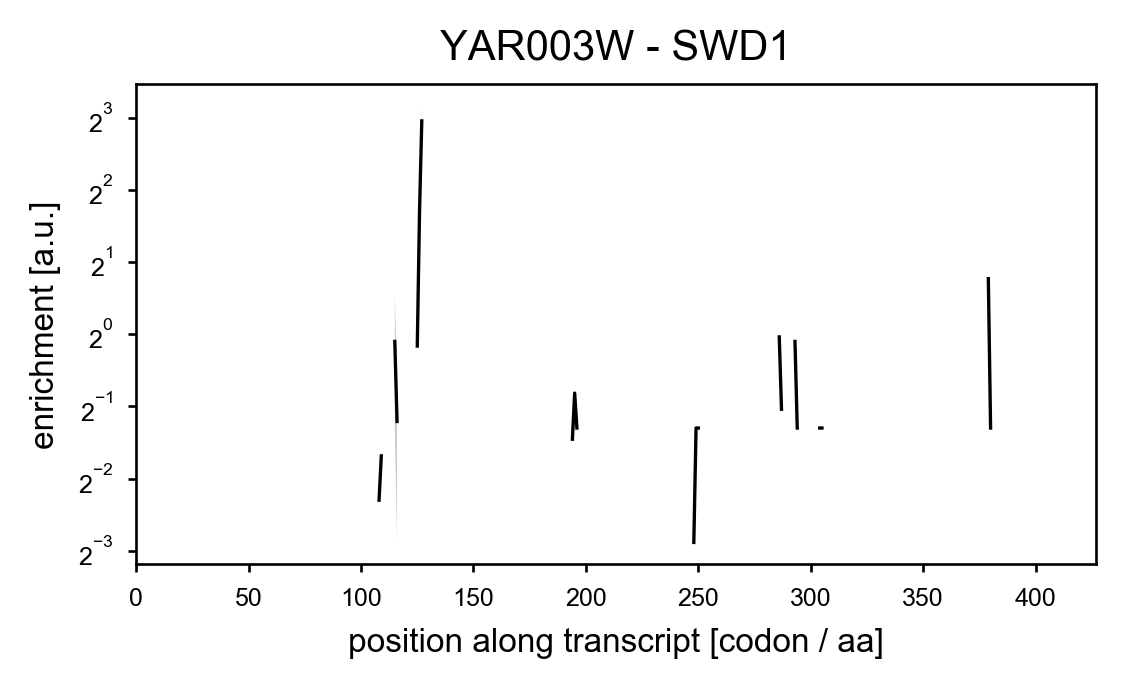 YAR003W - SWD1
enrichment [a.u.]
2^3
2^2
2^1
2^0
2^−1
2^−2
2^−3
0 50 100 150 200 250 300 350 400
position along transcript [codon / aa]